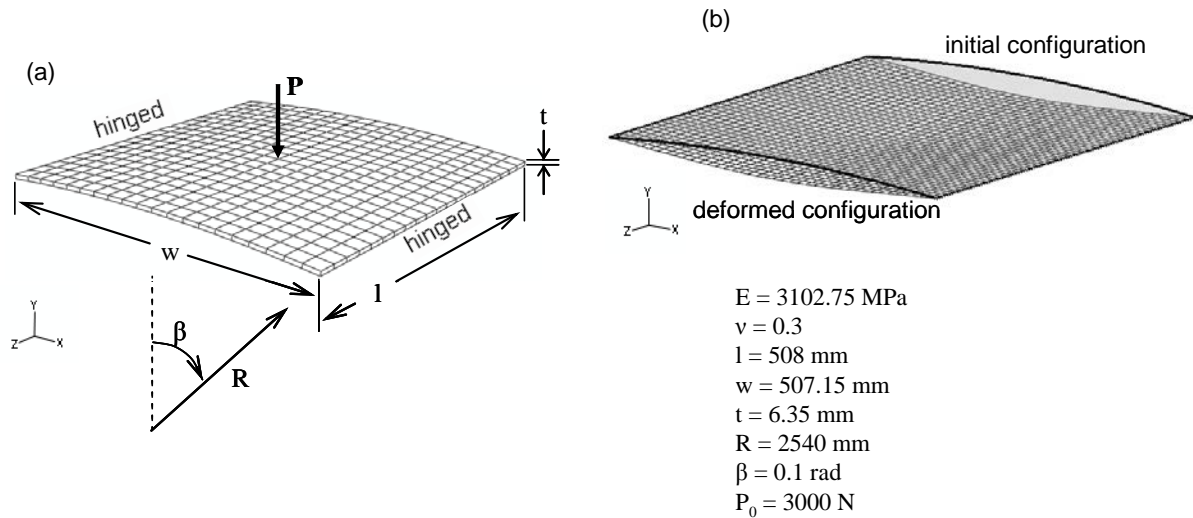 (a)
P
hinged
t
hinged
w
l
β
R
Y
Z
X
(b)
initial configuration
deformed configuration
Y
Z
X
E = 3102.75 MPa
ν = 0.3
l = 508 mm
w = 507.15 mm
t = 6.35 mm
R = 2540 mm
β = 0.1 rad
P₀ = 3000 N